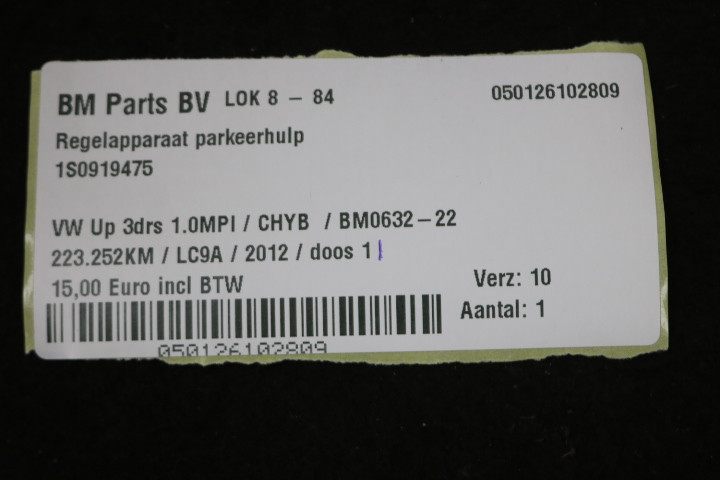 BM Parts BV LOK 8 - 84 050126102809
Regelapparaat parkeerhulp
1S0919475
VW Up 3drs 1.0MPI / CHYB / BM0632-22
223.252KM / LC9A / 2012 / doos 1
15,00 Euro incl BTW Verz: 10
Aantal: 1
050126102809